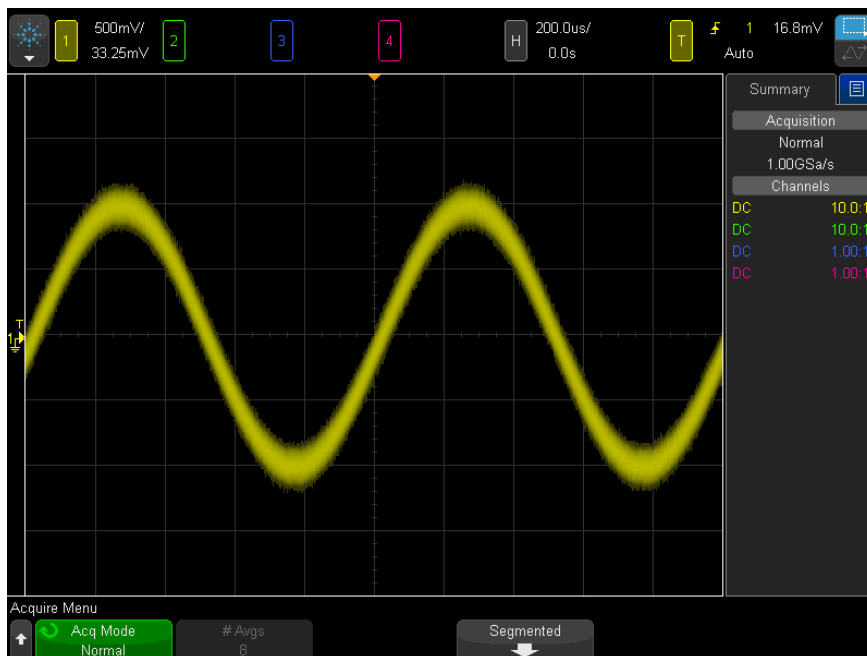 1
500mV/
33.25mV
2
3
4
H
200.0us/
0.0s
T
1
16.8mV
Auto
Summary
Acquisition
Normal
1.00GSa/s
Channels
DC 10.0:1
DC 10.0:1
DC 1.00:1
DC 1.00:1
T
1
Acquire Menu
Acq Mode
Normal
# Avgs
8
Segmented